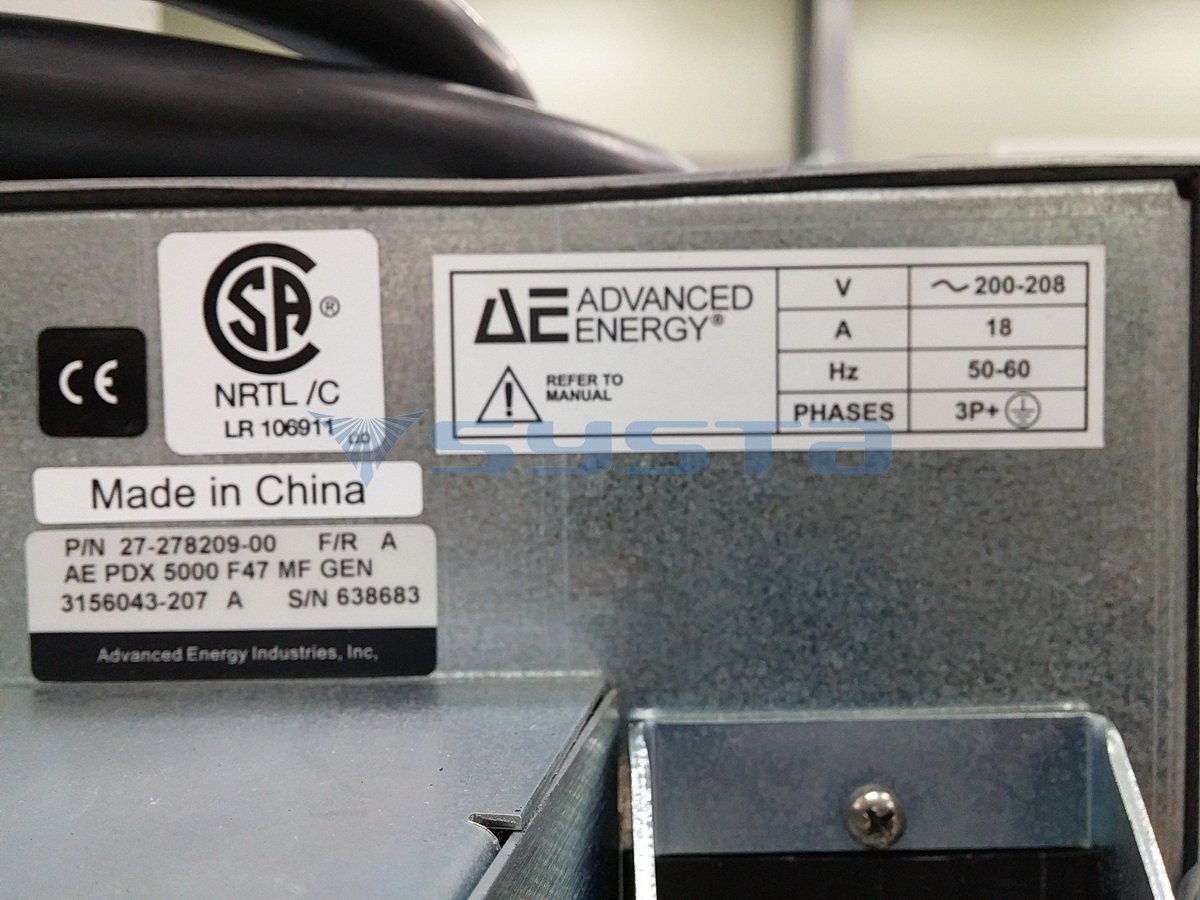 CE
SA ®
NRTL /C
LR 106911
Made in China
P/N 27-278209-00 F/R A
AE PDX 5000 F47 MF GEN
3156043-207 A S/N 638683
Advanced Energy Industries, Inc,
AE ADVANCED
ENERGY®
REFER TO
MANUAL
V ~ 200-208
A 18
Hz 50-60
PHASES 3P+
systa